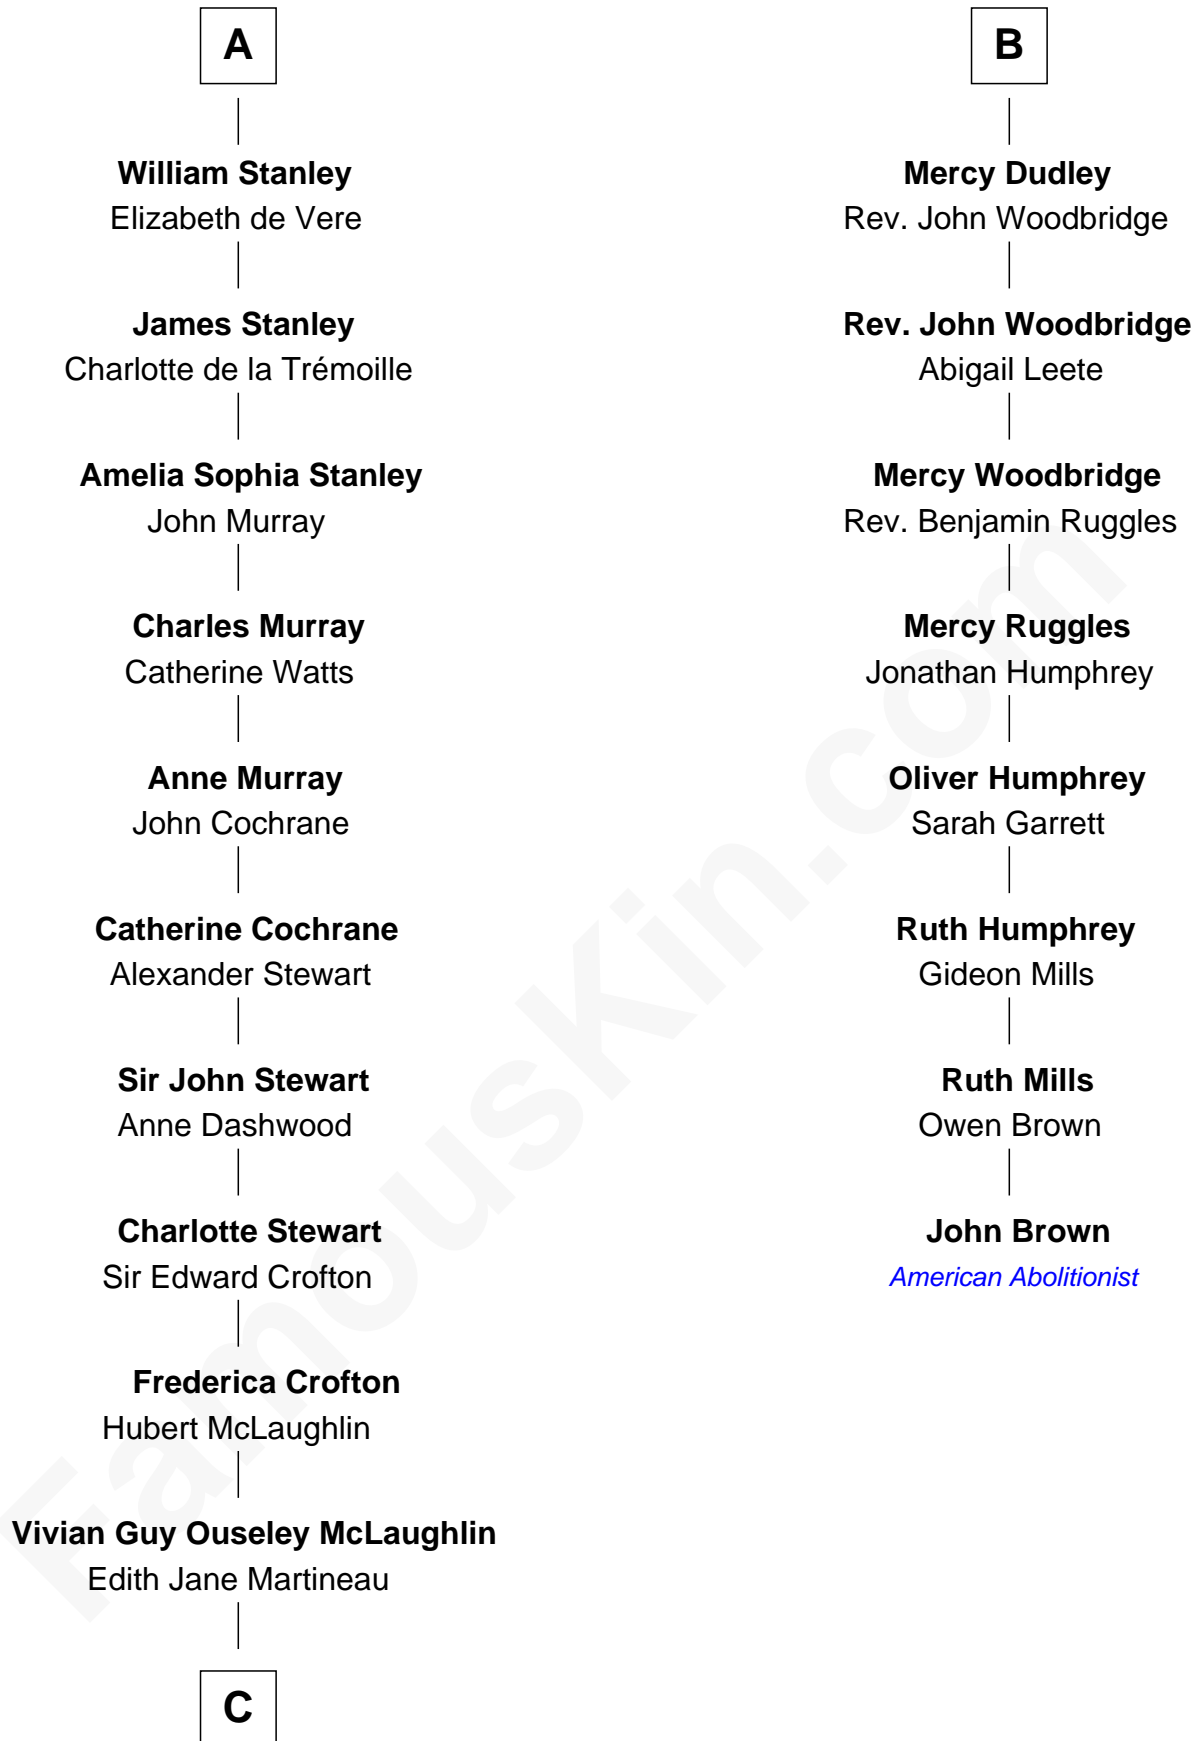 A
William Stanley
Elizabeth de Vere
James Stanley
Charlotte de la Trémoille
Amelia Sophia Stanley
John Murray
Charles Murray
Catherine Watts
Anne Murray
John Cochrane
Catherine Cochrane
Alexander Stewart
Sir John Stewart
Anne Dashwood
Charlotte Stewart
Sir Edward Crofton
Frederica Crofton
Hubert McLaughlin
Vivian Guy Ouseley McLaughlin
Edith Jane Martineau
C
B
Mercy Dudley
Rev. John Woodbridge
Rev. John Woodbridge
Abigail Leete
Mercy Woodbridge
Rev. Benjamin Ruggles
Mercy Ruggles
Jonathan Humphrey
Oliver Humphrey
Sarah Garrett
Ruth Humphrey
Gideon Mills
Ruth Mills
Owen Brown
John Brown
American Abolitionist
FamousKin.com